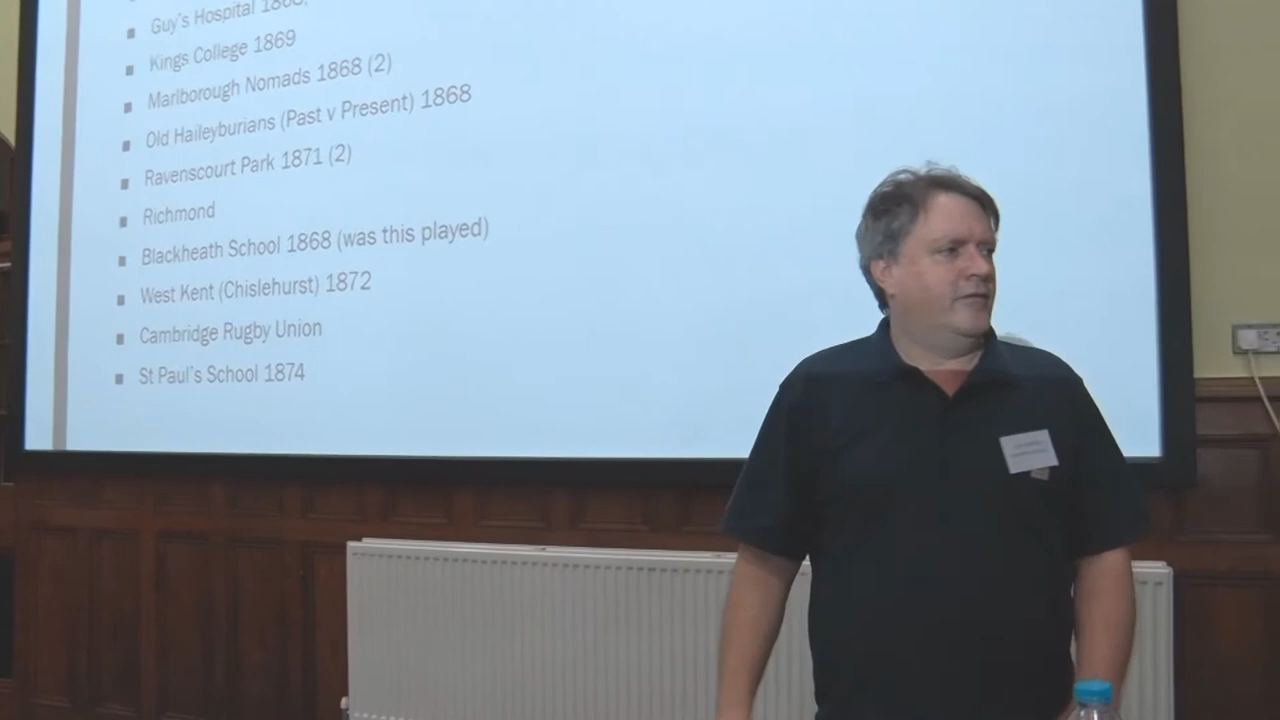 Guy's Hospital 1868,
Kings College 1869
Marlborough Nomads 1868 (2)
Old Haileyburians (Past v Present) 1868
Ravenscourt Park 1871 (2)
Richmond
Blackheath School 1868 (was this played)
West Kent (Chislehurst) 1872
Cambridge Rugby Union
St Paul's School 1874